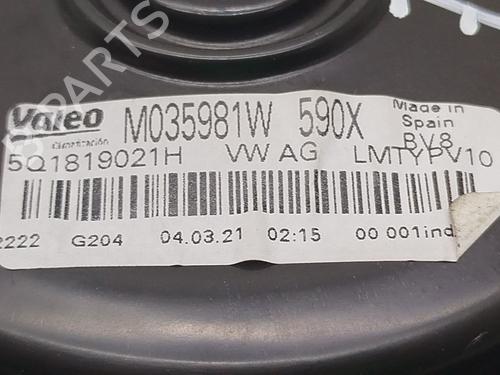 Valeo M035981W 590X Made in
Climatización Spain
BV8
5Q1819021H VW AG LMTYPV10
2222 G204 04.03.21 02:15 00 001ind
B-PARTS